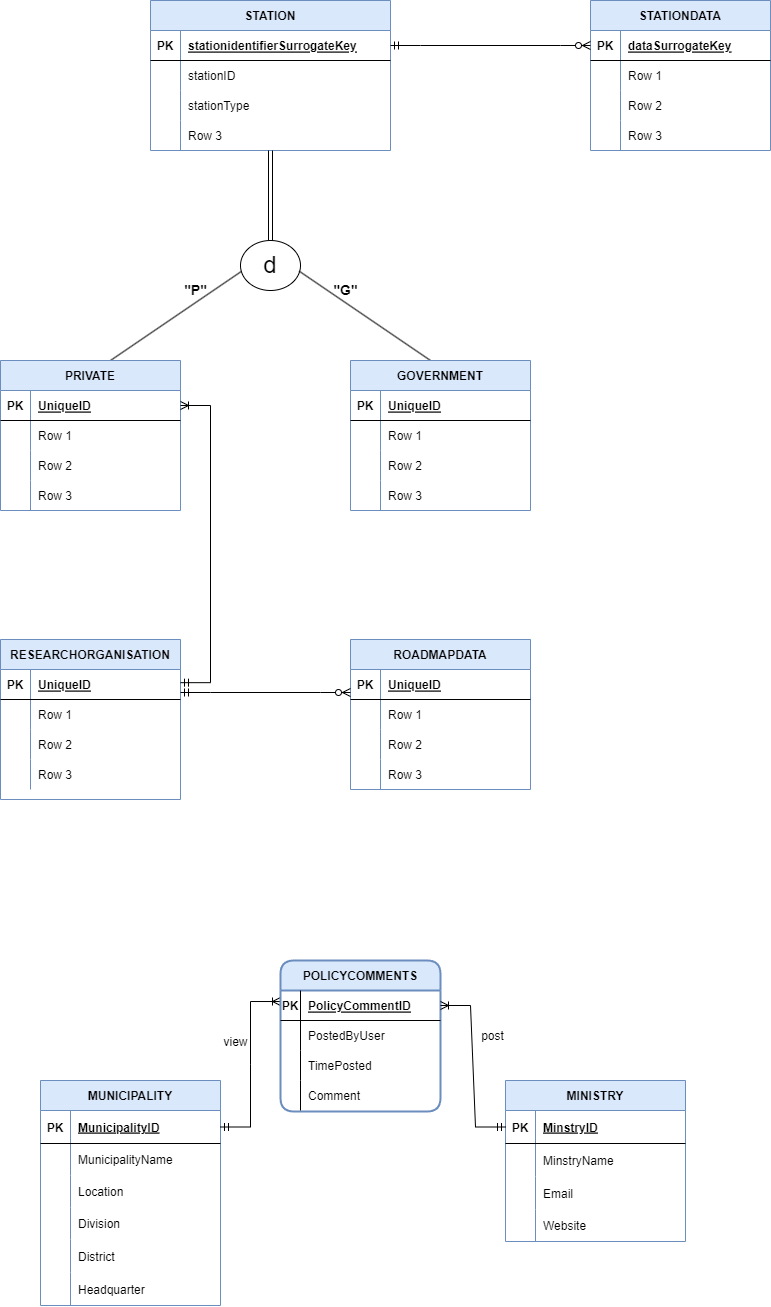 STATION
PK stationidentifierSurrogateKey
stationID
stationType
Row 3
STATIONDATA
PK dataSurrogateKey
Row 1
Row 2
Row 3
d
"P"
"G"
PRIVATE
PK UniqueID
Row 1
Row 2
Row 3
GOVERNMENT
PK UniqueID
Row 1
Row 2
Row 3
RESEARCHORGANISATION
PK UniqueID
Row 1
Row 2
Row 3
ROADMAPDATA
PK UniqueID
Row 1
Row 2
Row 3
POLICYCOMMENTS
PK PolicyCommentID
PostedByUser
TimePosted
Comment
view
post
MUNICIPALITY
PK MunicipalityID
MunicipalityName
Location
Division
District
Headquarter
MINISTRY
PK MinstryID
MinstryName
Email
Website